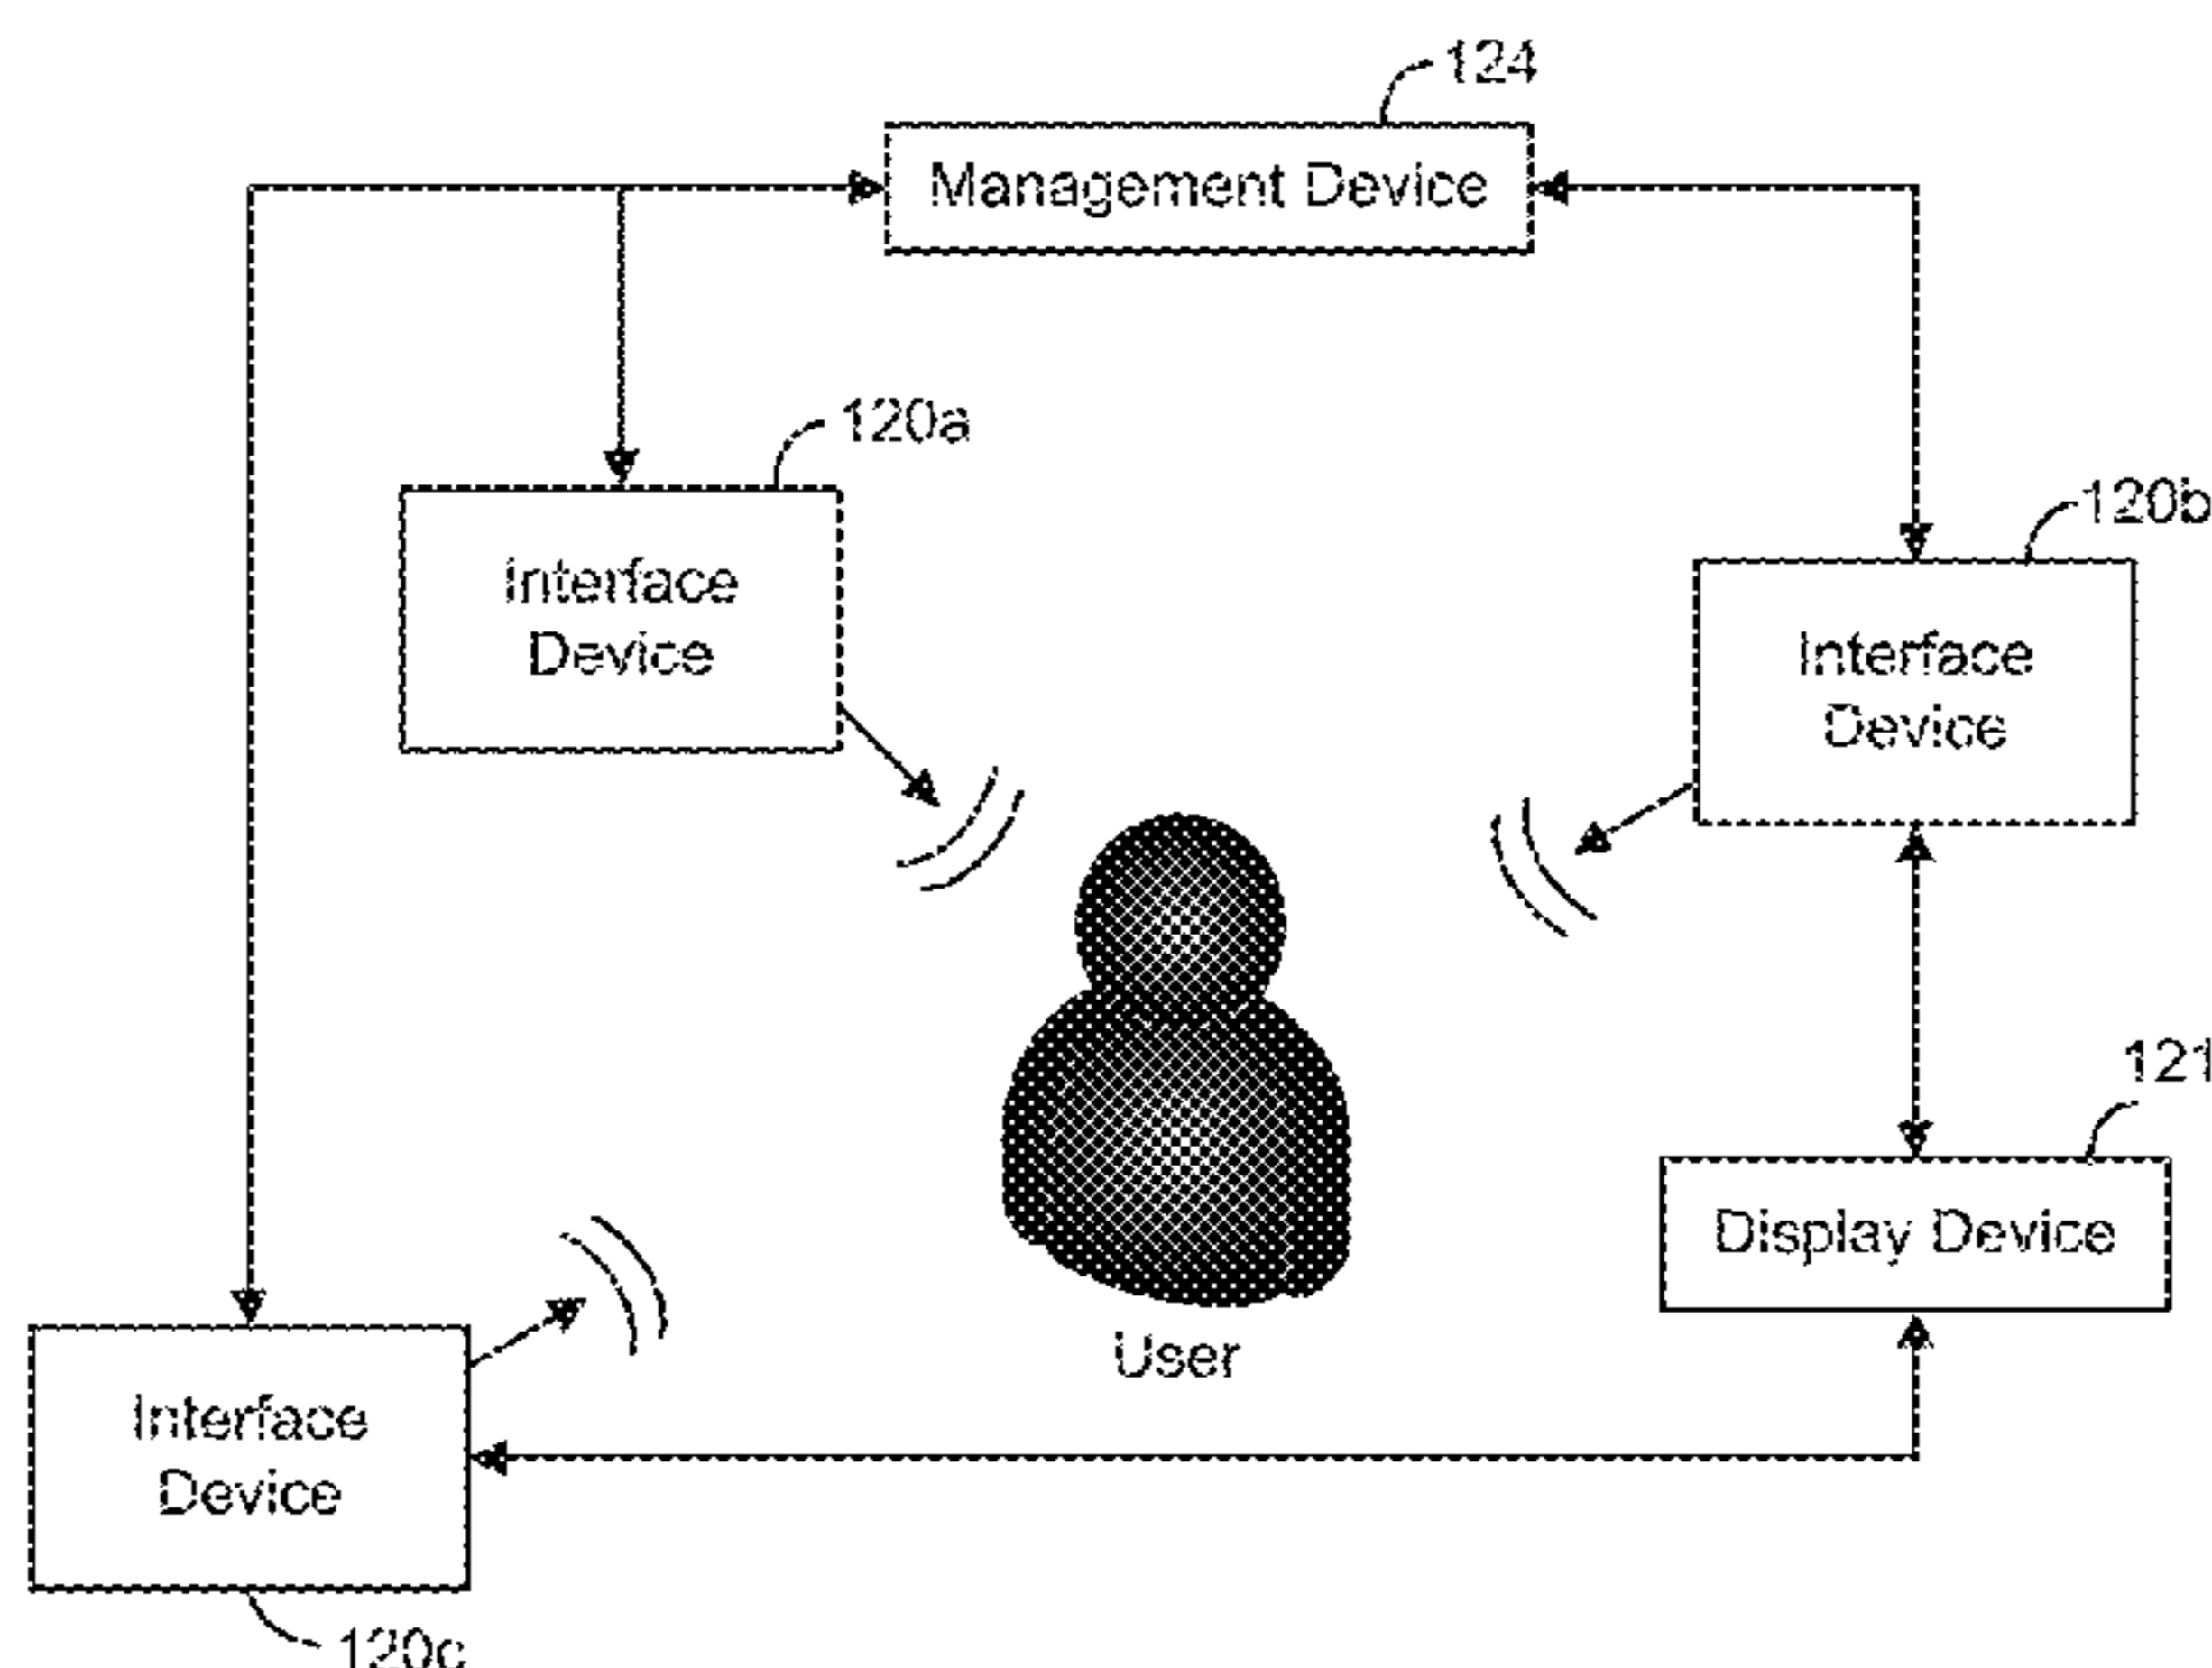 124
Management Device
120a
Interface
Device
120b
Interface
Device
121
Display Device
User
Interface
Device
120c